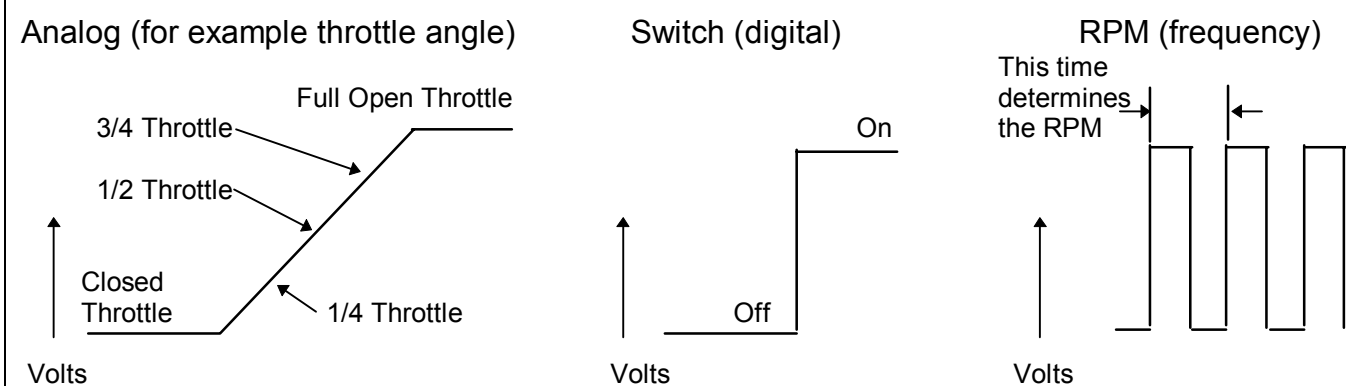 Analog (for example throttle angle)
Full Open Throttle
3/4 Throttle
1/2 Throttle
Closed
Throttle
1/4 Throttle
Volts
Switch (digital)
On
Off
Volts
RPM (frequency)
This time
determines
the RPM
Volts